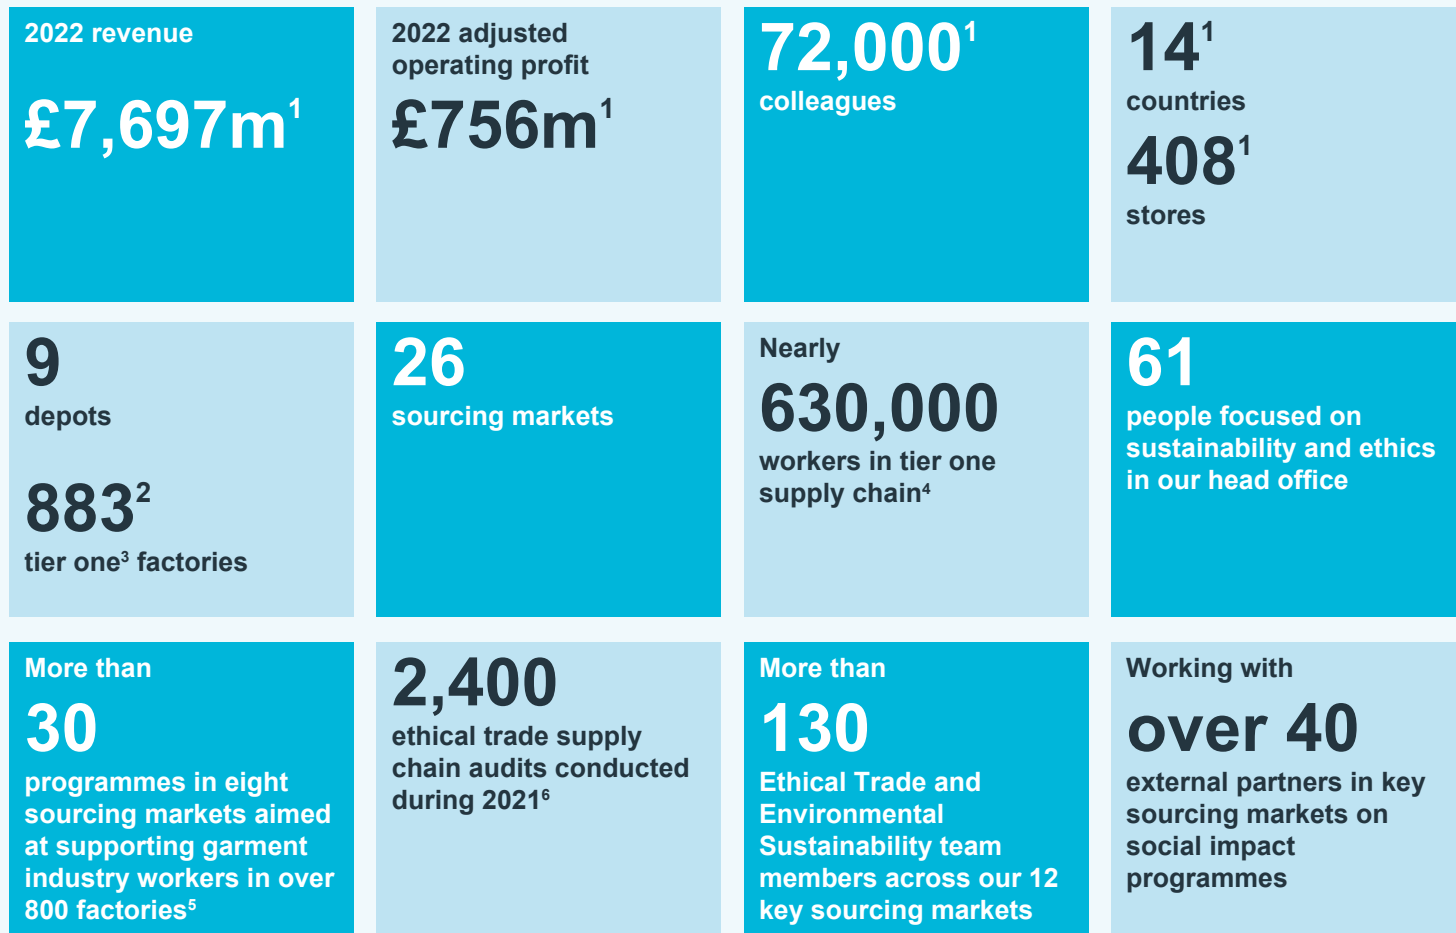 2022 revenue
£7,697m¹
2022 adjusted
operating profit
£756m¹
72,000¹
colleagues
14¹
countries
408¹
stores
9
depots
883²
tier one³ factories
26
sourcing markets
Nearly
630,000
workers in tier one
supply chain⁴
61
people focused on
sustainability and ethics
in our head office
More than
30
programmes in eight
sourcing markets aimed
at supporting garment
industry workers in over
800 factories⁵
2,400
ethical trade supply
chain audits conducted
during 2021⁶
More than
130
Ethical Trade and
Environmental
Sustainability team
members across our 12
key sourcing markets
Working with
over 40
external partners in key
sourcing markets on
social impact
programmes